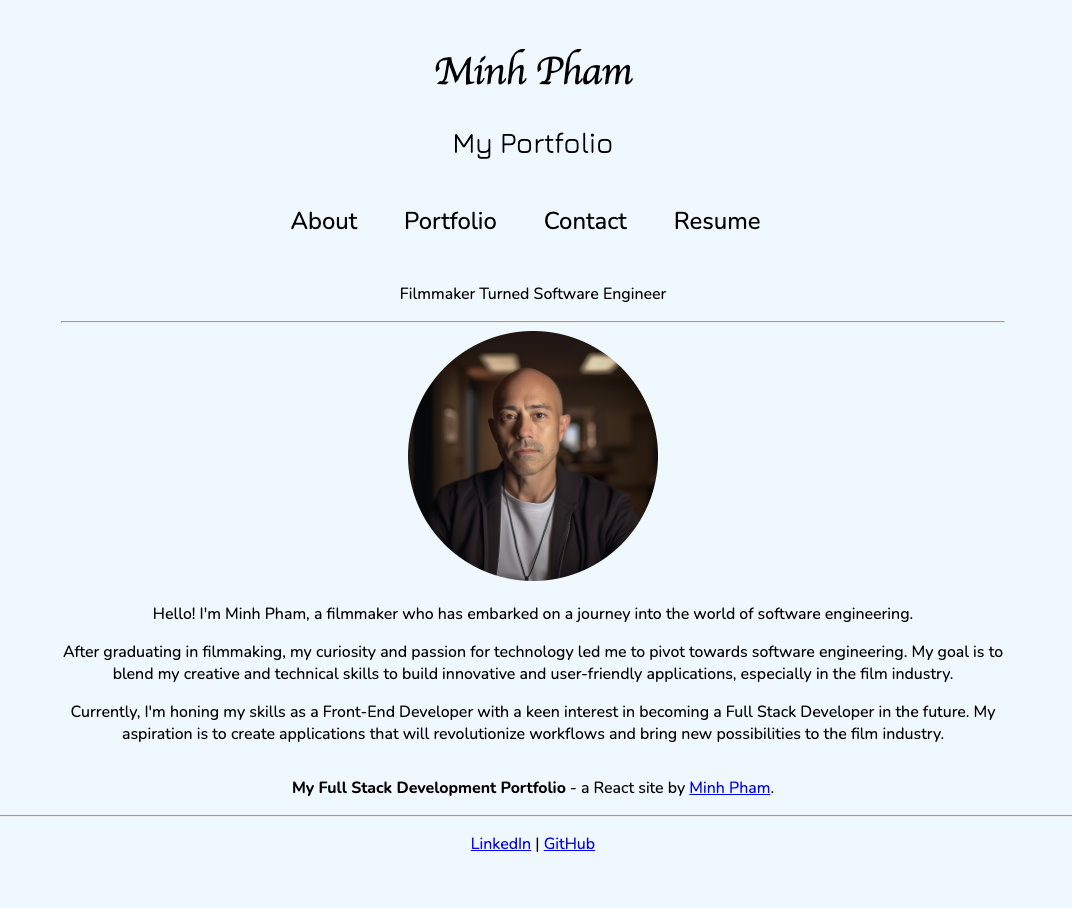 Minh Pham
My Portfolio
About Portfolio Contact Resume
Filmmaker Turned Software Engineer
Hello! I'm Minh Pham, a filmmaker who has embarked on a journey into the world of software engineering.
After graduating in filmmaking, my curiosity and passion for technology led me to pivot towards software engineering. My goal is to
blend my creative and technical skills to build innovative and user-friendly applications, especially in the film industry.
Currently, I'm honing my skills as a Front-End Developer with a keen interest in becoming a Full Stack Developer in the future. My
aspiration is to create applications that will revolutionize workflows and bring new possibilities to the film industry.
My Full Stack Development Portfolio - a React site by Minh Pham.
LinkedIn | GitHub